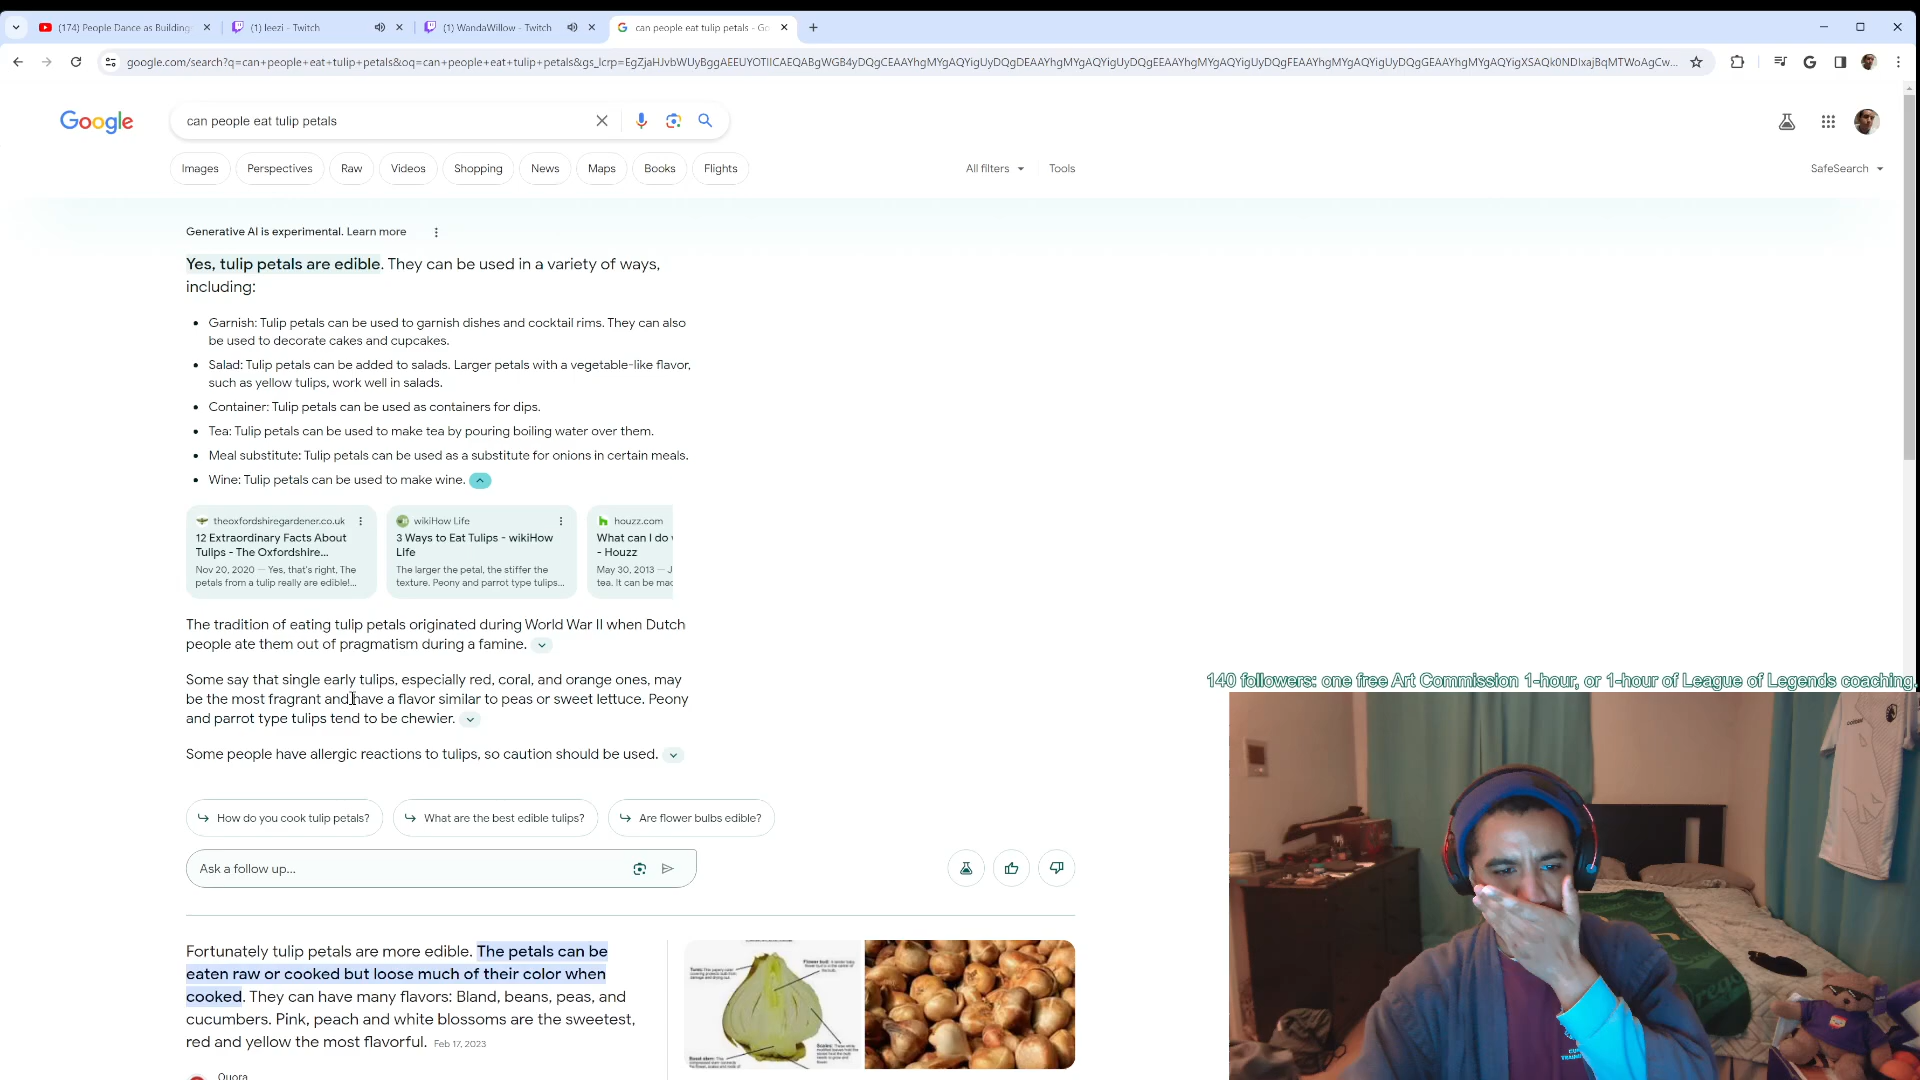 (174) People Dance as Building
(1) leezi - Twitch
(1) WandaWillow - Twitch
can people eat tulip petals - Go
google.com/search?q=can+people+eat+tulip+petals&oq=can+people+eat+tulip+petals&gs_lcrp=
Google
can people eat tulip petals
Images
Perspectives
Raw
Videos
Shopping
News
Maps
Books
Flights
All filters
Tools
SafeSearch
Generative AI is experimental. Learn more
Yes, tulip petals are edible. They can be used in a variety of ways,
including:
• Garnish: Tulip petals can be used to garnish dishes and cocktail rims. They can also
be used to decorate cakes and cupcakes.
• Salad: Tulip petals can be added to salads. Larger petals with a vegetable-like flavor,
such as yellow tulips, work well in salads.
• Container: Tulip petals can be used as containers for dips.
• Tea: Tulip petals can be used to make tea by pouring boiling water over them.
• Meal substitute: Tulip petals can be used as a substitute for onions in certain meals.
• Wine: Tulip petals can be used to make wine.
theoxfordshiregardener.co.uk
12 Extraordinary Facts About
Tulips - The Oxfordshire...
Nov 20, 2020 — Yes, that's right, The
petals from a tulip really are edible!...
wikiHow Life
3 Ways to Eat Tulips - wikiHow
Life
The larger the petal, the stiffer the
texture. Peony and parrot type tulips...
houzz.com
What can I do
- Houzz
May 30, 2013 — J
tea. It can be mad
The tradition of eating tulip petals originated during World War II when Dutch
people ate them out of pragmatism during a famine.
Some say that single early tulips, especially red, coral, and orange ones, may
be the most fragrant and have a flavor similar to peas or sweet lettuce. Peony
and parrot type tulips tend to be chewier.
Some people have allergic reactions to tulips, so caution should be used.
How do you cook tulip petals?
What are the best edible tulips?
Are flower bulbs edible?
Ask a follow up...
Fortunately tulip petals are more edible. The petals can be
eaten raw or cooked but loose much of their color when
cooked. They can have many flavors: Bland, beans, peas, and
cucumbers. Pink, peach and white blossoms are the sweetest,
red and yellow the most flavorful. Feb 17, 2023
Quora
140 followers: one free Art Commission 1-hour, or 1-hour of League of Legends coaching.